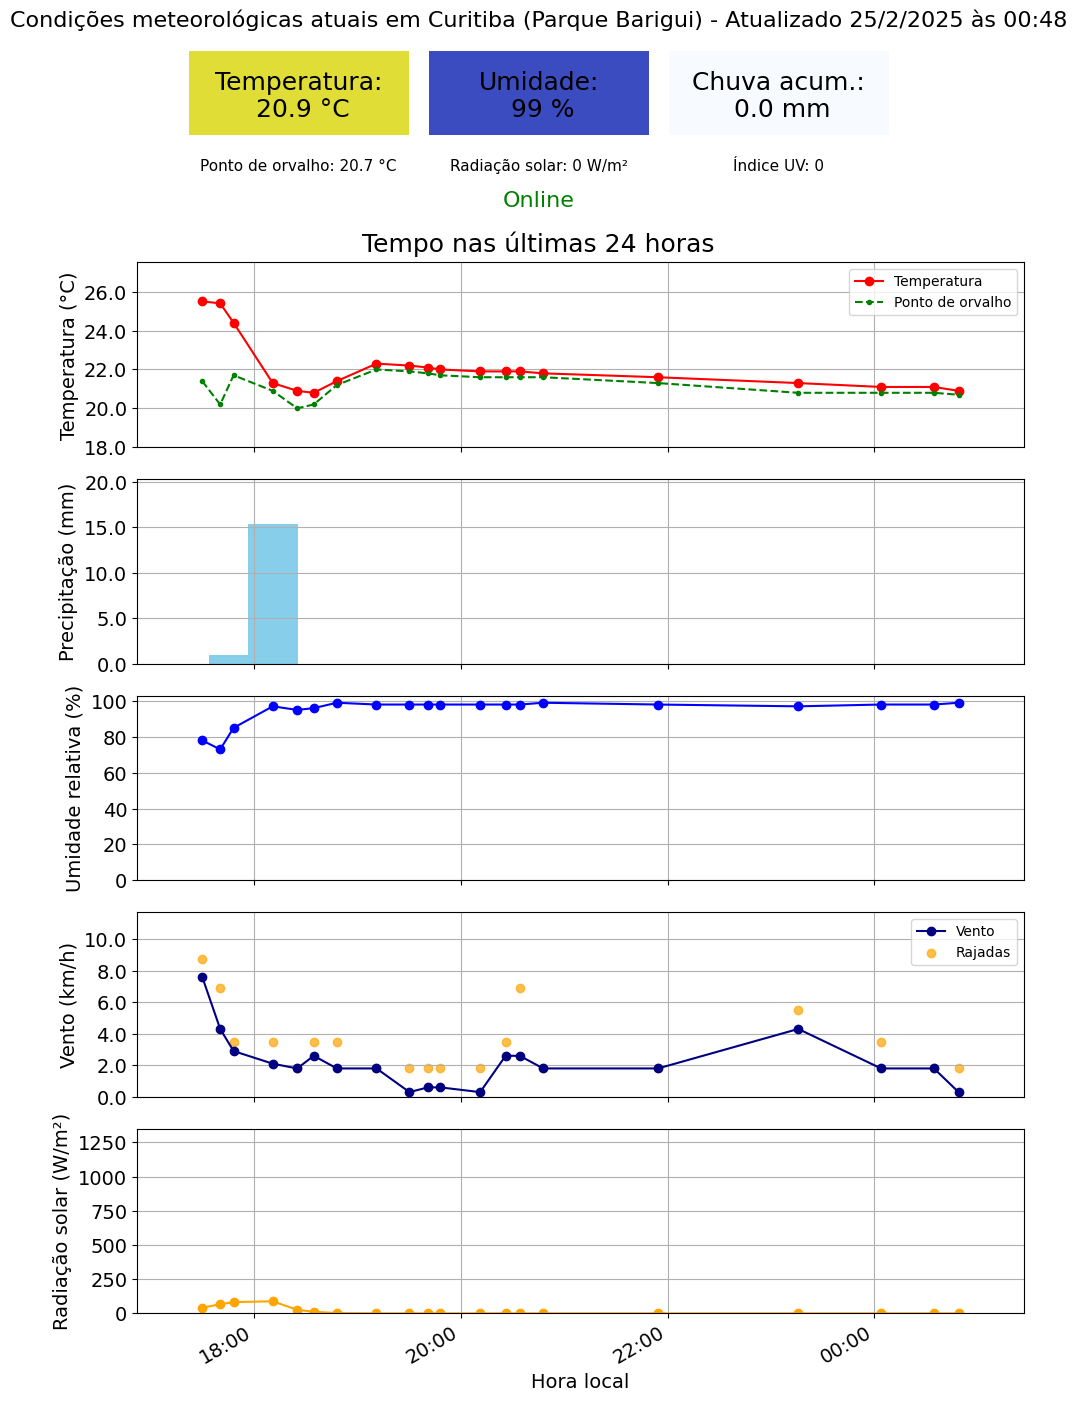 Condições meteorológicas atuais em Curitiba (Parque Barigui) - Atualizado 25/2/2025 às 00:48
Temperatura:
20.9 °C
Umidade:
99 %
Chuva acum.:
0.0 mm
Ponto de orvalho: 20.7 °C
Radiação solar: 0 W/m²
Índice UV: 0
Online
Tempo nas últimas 24 horas
Temperatura (°C)
26.0
24.0
22.0
20.0
18.0
Temperatura
Ponto de orvalho
Precipitação (mm)
20.0
15.0
10.0
5.0
0.0
Umidade relativa (%)
100
80
60
40
20
0
Vento (km/h)
10.0
8.0
6.0
4.0
2.0
0.0
Vento
Rajadas
Radiação solar (W/m²)
1250
1000
750
500
250
0
18:00
20:00
22:00
00:00
Hora local